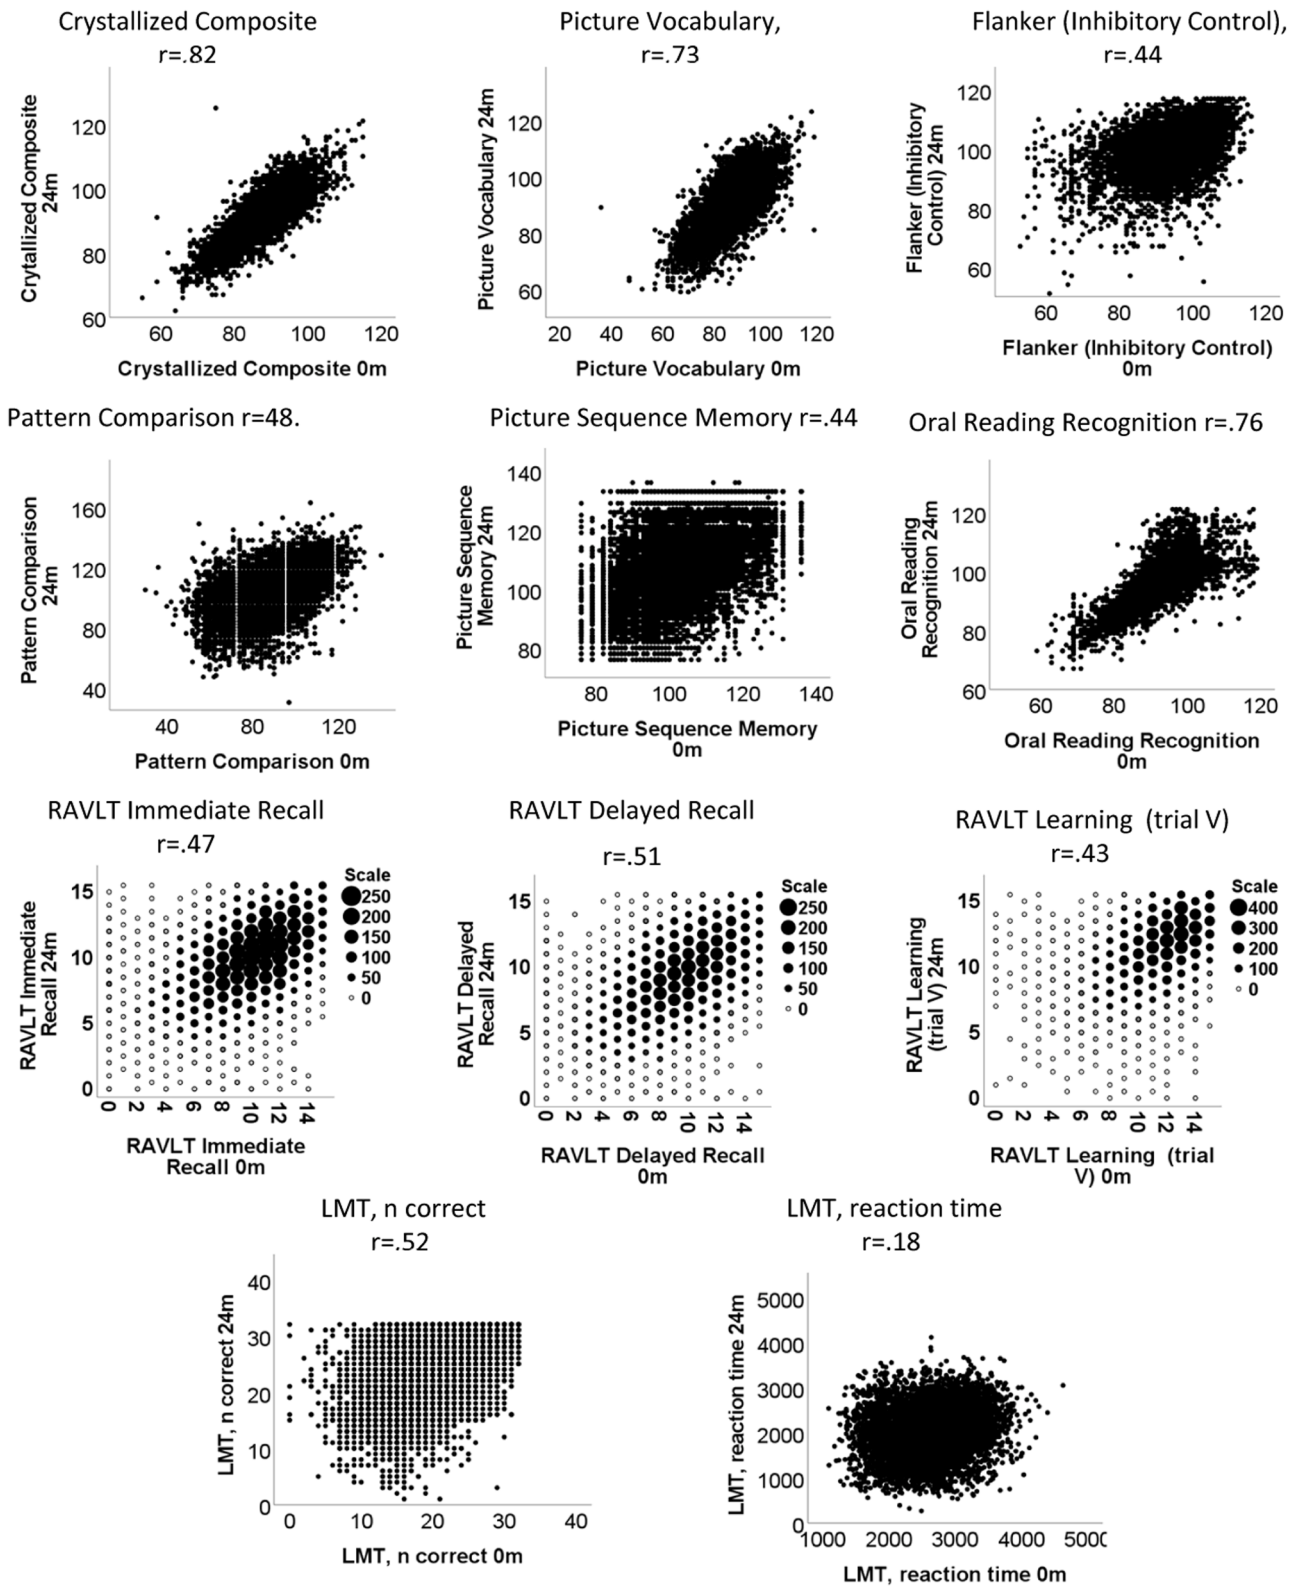 Crystallized Composite
r=.82
Crytallized Composite
24m
120
100
80
60
60 80 100 120
Crystallized Composite 0m
Picture Vocabulary,
r=.73
Picture Vocabulary 24m
120
100
80
60
20 40 60 80 100 120
Picture Vocabulary 0m
Flanker (Inhibitory Control),
r=.44
Flanker (Inhibitory
Control) 24m
120
100
80
60
60 80 100 120
Flanker (Inhibitory Control)
0m
Pattern Comparison r=48.
Pattern Comparison
24m
160
120
80
40
40 80 120
Pattern Comparison 0m
Picture Sequence Memory r=.44
Picture Sequence
Memory 24m
140
120
100
80
80 100 120 140
Picture Sequence Memory
0m
Oral Reading Recognition r=.76
Oral Reading
Recognition 24m
120
100
80
60
60 80 100 120
Oral Reading Recognition
0m
RAVLT Immediate Recall
r=.47
RAVLT Immediate
Recall 24m
15
10
5
0
0 2 4 6 8 10 12 14
RAVLT Immediate
Recall 0m
Scale
250
200
150
100
50
0
RAVLT Delayed Recall
r=.51
RAVLT Delayed
Recall 24m
15
10
5
0
0 2 4 6 8 10 12 14
RAVLT Delayed Recall
0m
Scale
250
200
150
100
50
0
RAVLT Learning (trial V)
r=.43
RAVLT Learning
(trial V) 24m
15
10
5
0
0 2 4 6 8 10 12 14
RAVLT Learning (trial
V) 0m
Scale
400
300
200
100
0
LMT, n correct
r=.52
LMT, n correct 24m
40
30
20
10
0
0 10 20 30 40
LMT, n correct 0m
LMT, reaction time
r=.18
LMT, reaction time 24m
5000
4000
3000
2000
1000
0
1000 2000 3000 4000 5000
LMT, reaction time 0m